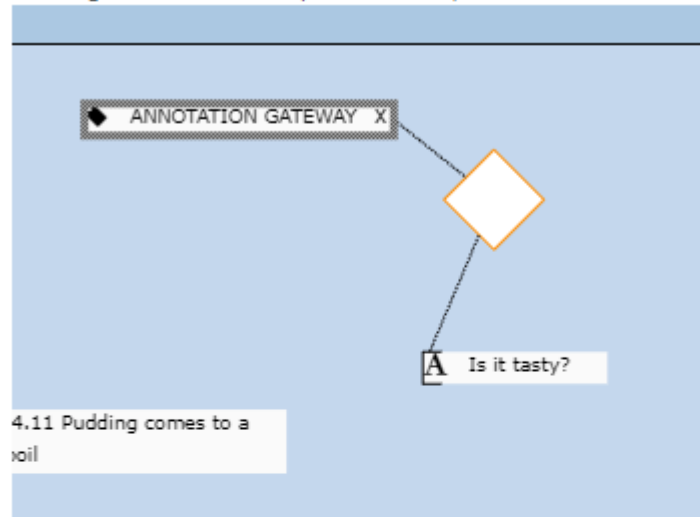 ANNOTATION GATEWAY X
A Is it tasty?
4.11 Pudding comes to a
oil